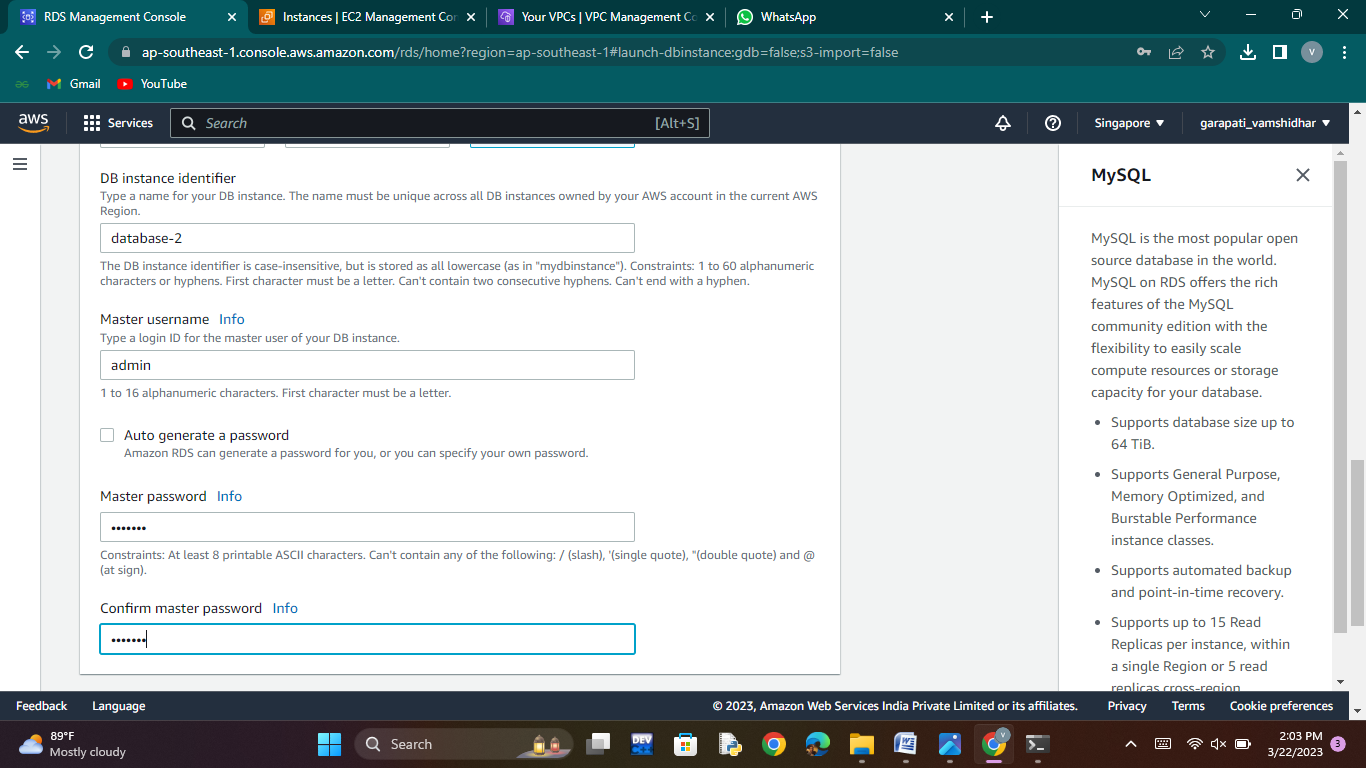 RDS Management Console
Instances | EC2 Management Con
Your VPCs | VPC Management Co
WhatsApp
ap-southeast-1.console.aws.amazon.com/rds/home?region=ap-southeast-1#launch-dbinstance:gdb=false;s3-import=false
V
Gmail
YouTube
aws
Services
Search
[Alt+S]
Singapore
garapati_vamshidhar
DB instance identifier
Type a name for your DB instance. The name must be unique across all DB instances owned by your AWS account in the current AWS
Region.
database-2
The DB instance identifier is case-insensitive, but is stored as all lowercase (as in "mydbinstance"). Constraints: 1 to 60 alphanumeric
characters or hyphens. First character must be a letter. Can't contain two consecutive hyphens. Can't end with a hyphen.
Master username Info
Type a login ID for the master user of your DB instance.
admin
1 to 16 alphanumeric characters. First character must be a letter.
Auto generate a password
Amazon RDS can generate a password for you, or you can specify your own password.
Master password Info
•••••••
Constraints: At least 8 printable ASCII characters. Can't contain any of the following: / (slash), '(single quote), "(double quote) and @
(at sign).
Confirm master password Info
•••••••
MySQL
MySQL is the most popular open
source database in the world.
MySQL on RDS offers the rich
features of the MySQL
community edition with the
flexibility to easily scale
compute resources or storage
capacity for your database.
• Supports database size up to
64 TiB.
• Supports General Purpose,
Memory Optimized, and
Burstable Performance
instance classes.
• Supports automated backup
and point-in-time recovery.
• Supports up to 15 Read
Replicas per instance, within
a single Region or 5 read
replicas cross-region
Feedback
Language
© 2023, Amazon Web Services India Private Limited or its affiliates.
Privacy
Terms
Cookie preferences
89°F
Mostly cloudy
Search
DEV
2:03 PM
3/22/2023
3